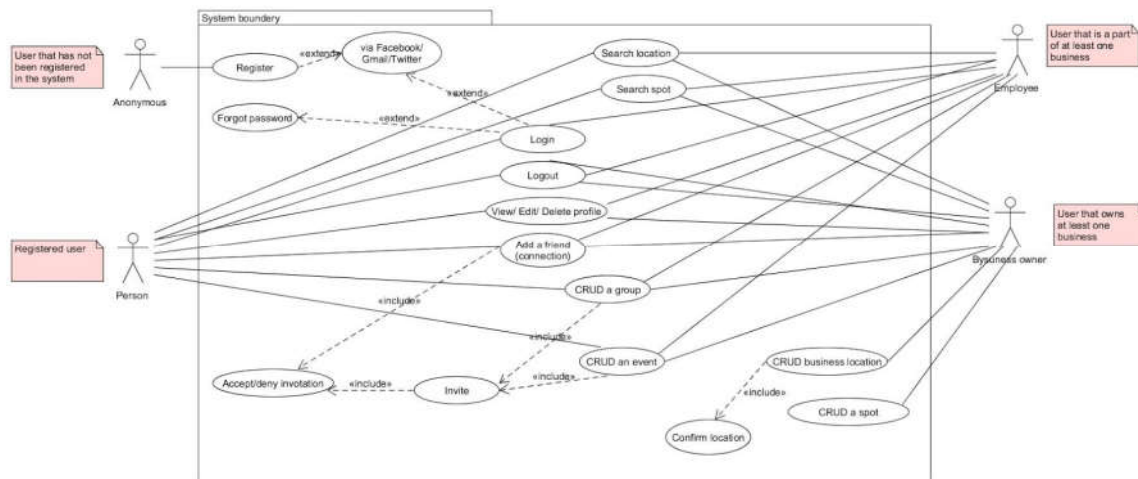 System boundery
User that has not
been registered
in the system
Anonymous
Register
«extend»
via Facebook/
Gmail/Twitter
Search location
User that is a part
of at least one
business
Employee
Search spot
«extend»
Forgot password
«extend»
Login
Logout
View/ Edit/ Delete profile
Registered user
Person
Add a friend
(connection)
User that owns
at least one
business
Bysuness owner
CRUD a group
«include»
«include»
CRUD an event
CRUD business location
Accept/deny invotation
«include»
Invite
«include»
«include»
CRUD a spot
Confirm location